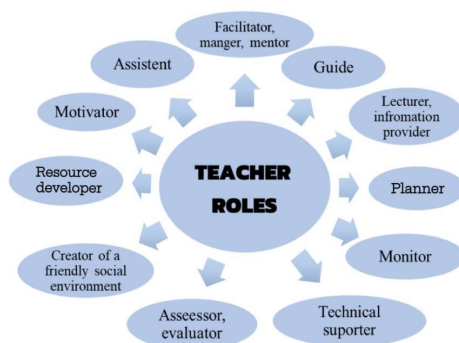 Facilitator,
manger, mentor
Assistent
Guide
Motivator
Lecturer,
infromation
provider
TEACHER
ROLES
Resource
developer
Planner
Creator of a
friendly social
environment
Monitor
Asseessor,
evaluator
Technical
suporter